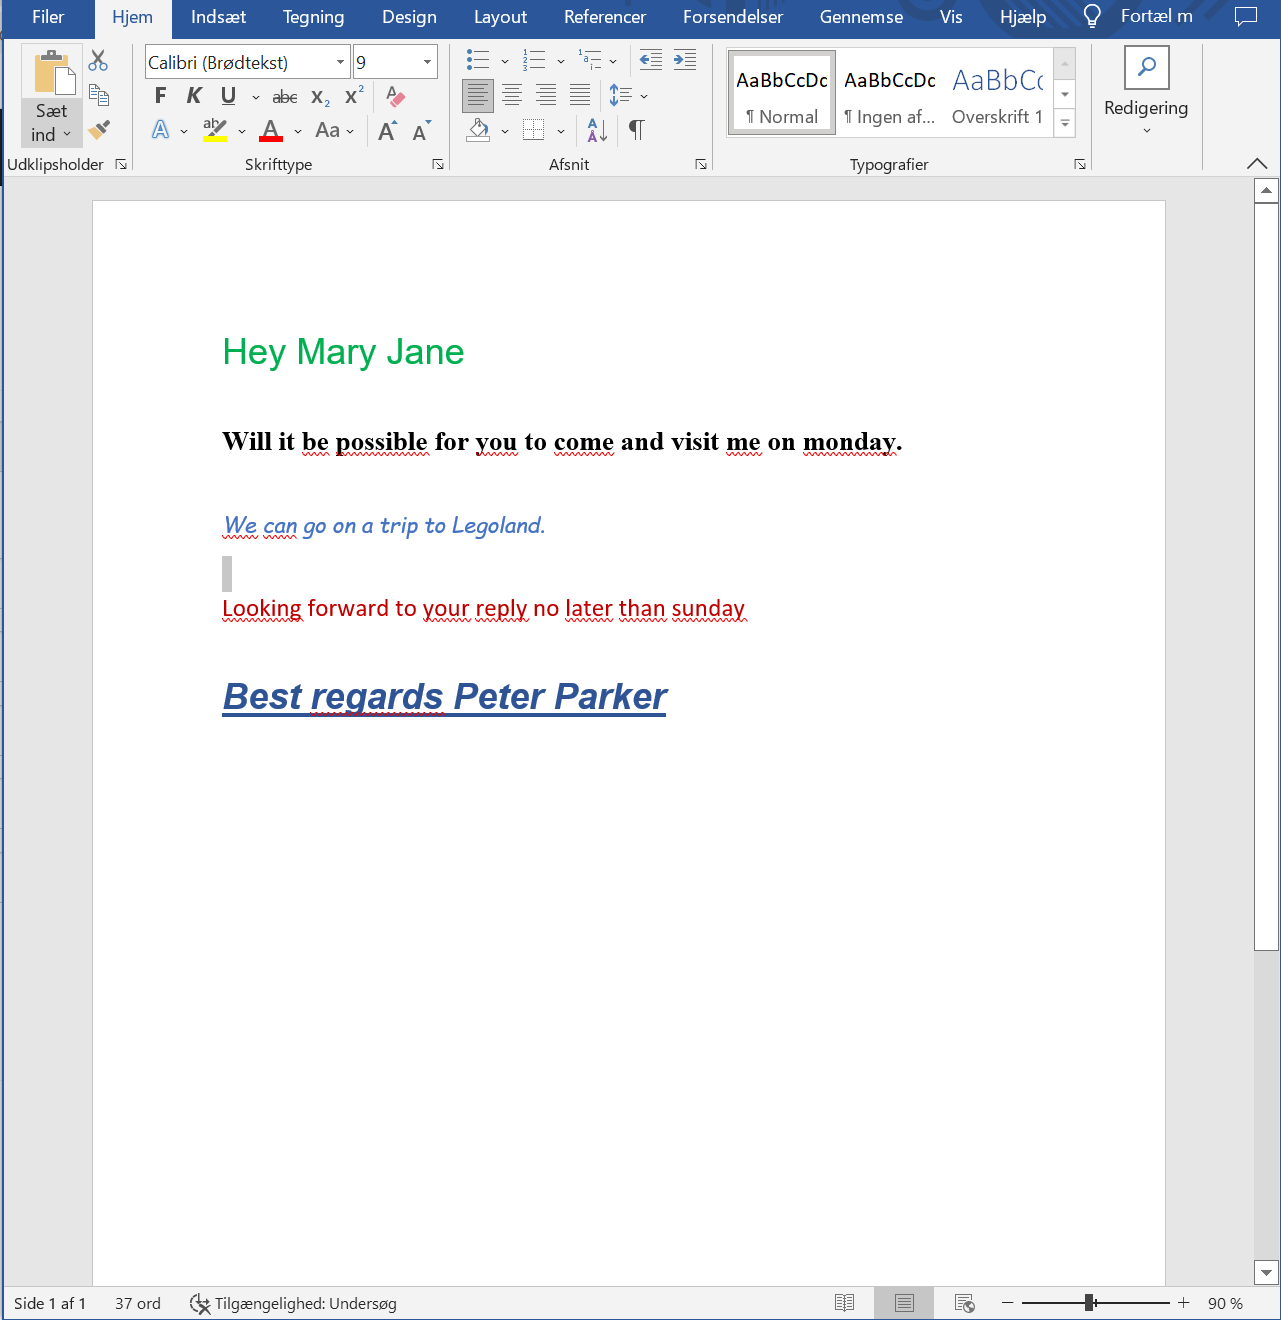 Filer Hjem Indsæt Tegning Design Layout Referencer Forsendelser Gennemse Vis Hjælp Fortæl m
Calibri (Brødtekst) 9
F K U abc X₂ X²
A ab A Aa A A
Sæt
ind
AaBbCcDc AaBbCcDc AaBbCc
¶ Normal ¶ Ingen af... Overskrift 1
Redigering
Udklipsholder Skrifttype Afsnit Typografier
Hey Mary Jane
Will it be possible for you to come and visit me on monday.
We can go on a trip to Legoland.
Looking forward to your reply no later than sunday
Best regards Peter Parker
Side 1 af 1 37 ord Tilgængelighed: Undersøg 90 %